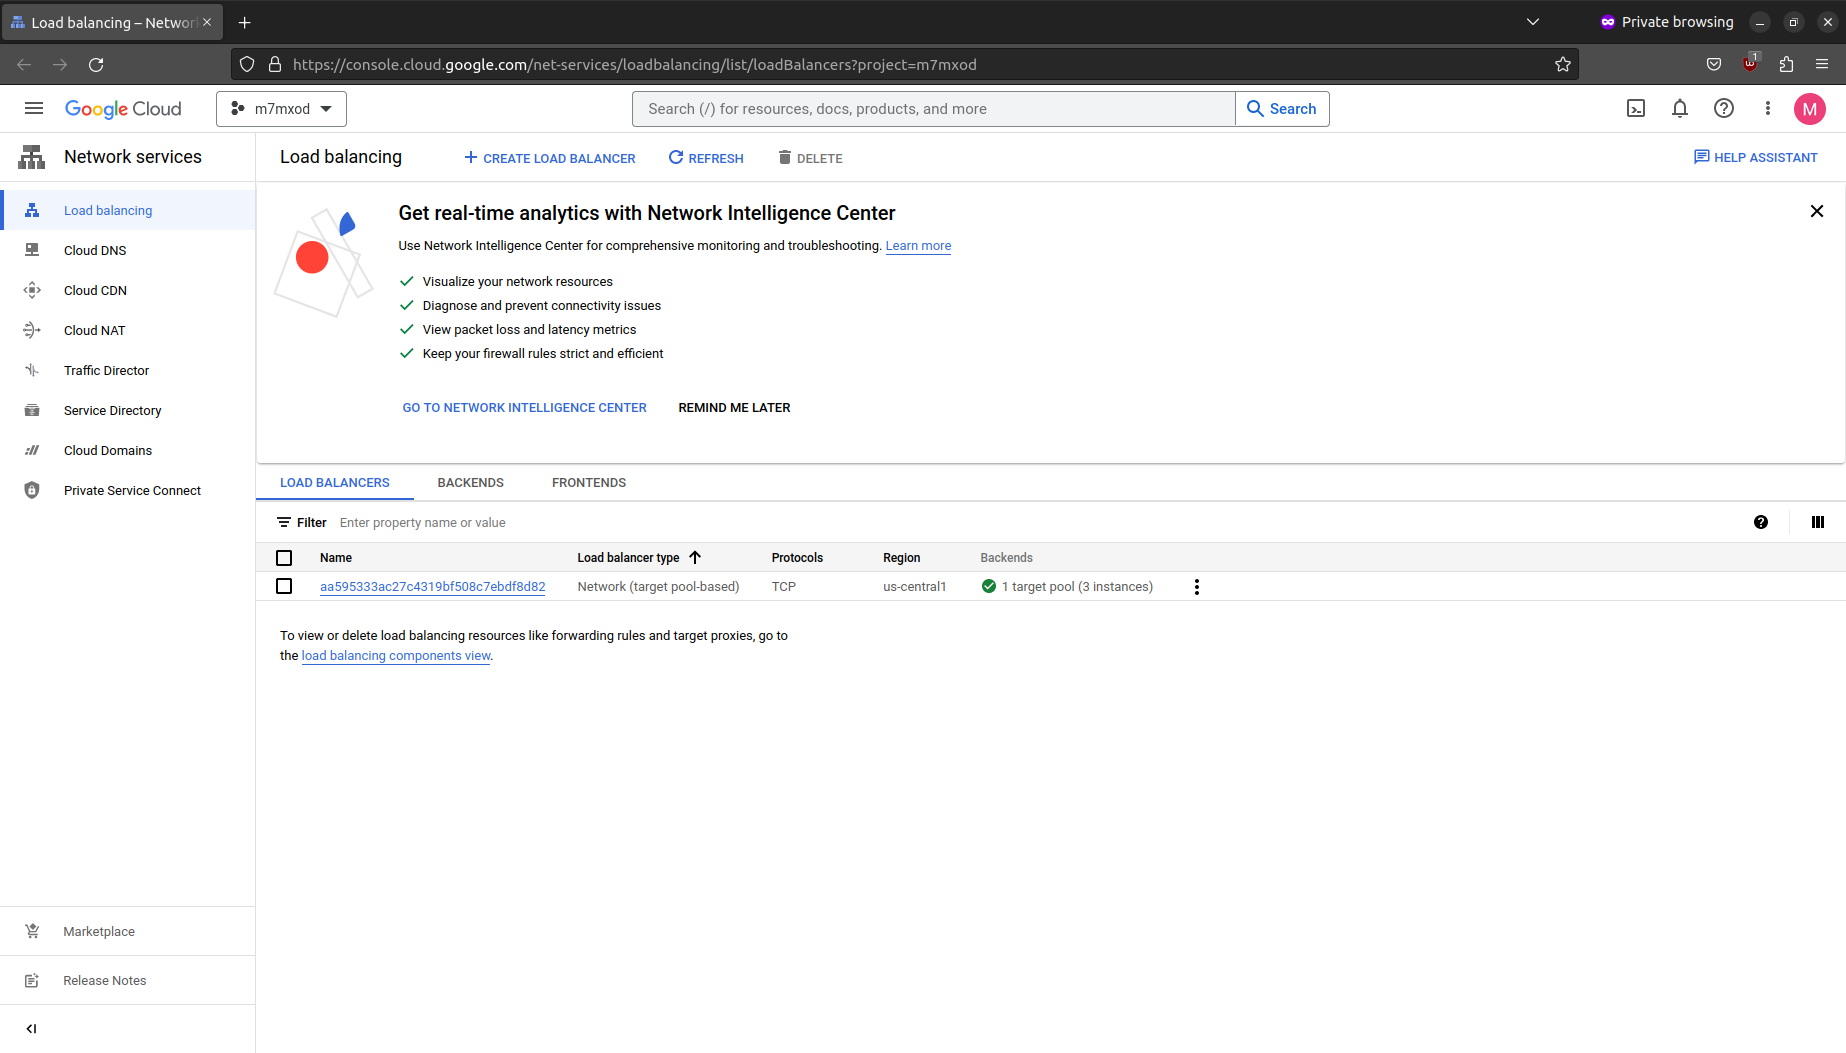 Load balancing – Networ
Private browsing
https://console.cloud.google.com/net-services/loadbalancing/list/loadBalancers?project=m7mxod
1
Google Cloud
m7mxod
Search (/) for resources, docs, products, and more
Search
M
Network services
Load balancing
CREATE LOAD BALANCER
REFRESH
DELETE
HELP ASSISTANT
Load balancing
Cloud DNS
Cloud CDN
Cloud NAT
Traffic Director
Service Directory
Cloud Domains
Private Service Connect
Marketplace
Release Notes
Get real-time analytics with Network Intelligence Center
Use Network Intelligence Center for comprehensive monitoring and troubleshooting. Learn more
Visualize your network resources
Diagnose and prevent connectivity issues
View packet loss and latency metrics
Keep your firewall rules strict and efficient
GO TO NETWORK INTELLIGENCE CENTER
REMIND ME LATER
LOAD BALANCERS BACKENDS FRONTENDS
Filter Enter property name or value
Name Load balancer type Protocols Region Backends
aa595333ac27c4319bf508c7ebdf8d82 Network (target pool-based) TCP us-central1 1 target pool (3 instances)
To view or delete load balancing resources like forwarding rules and target proxies, go to
the load balancing components view.